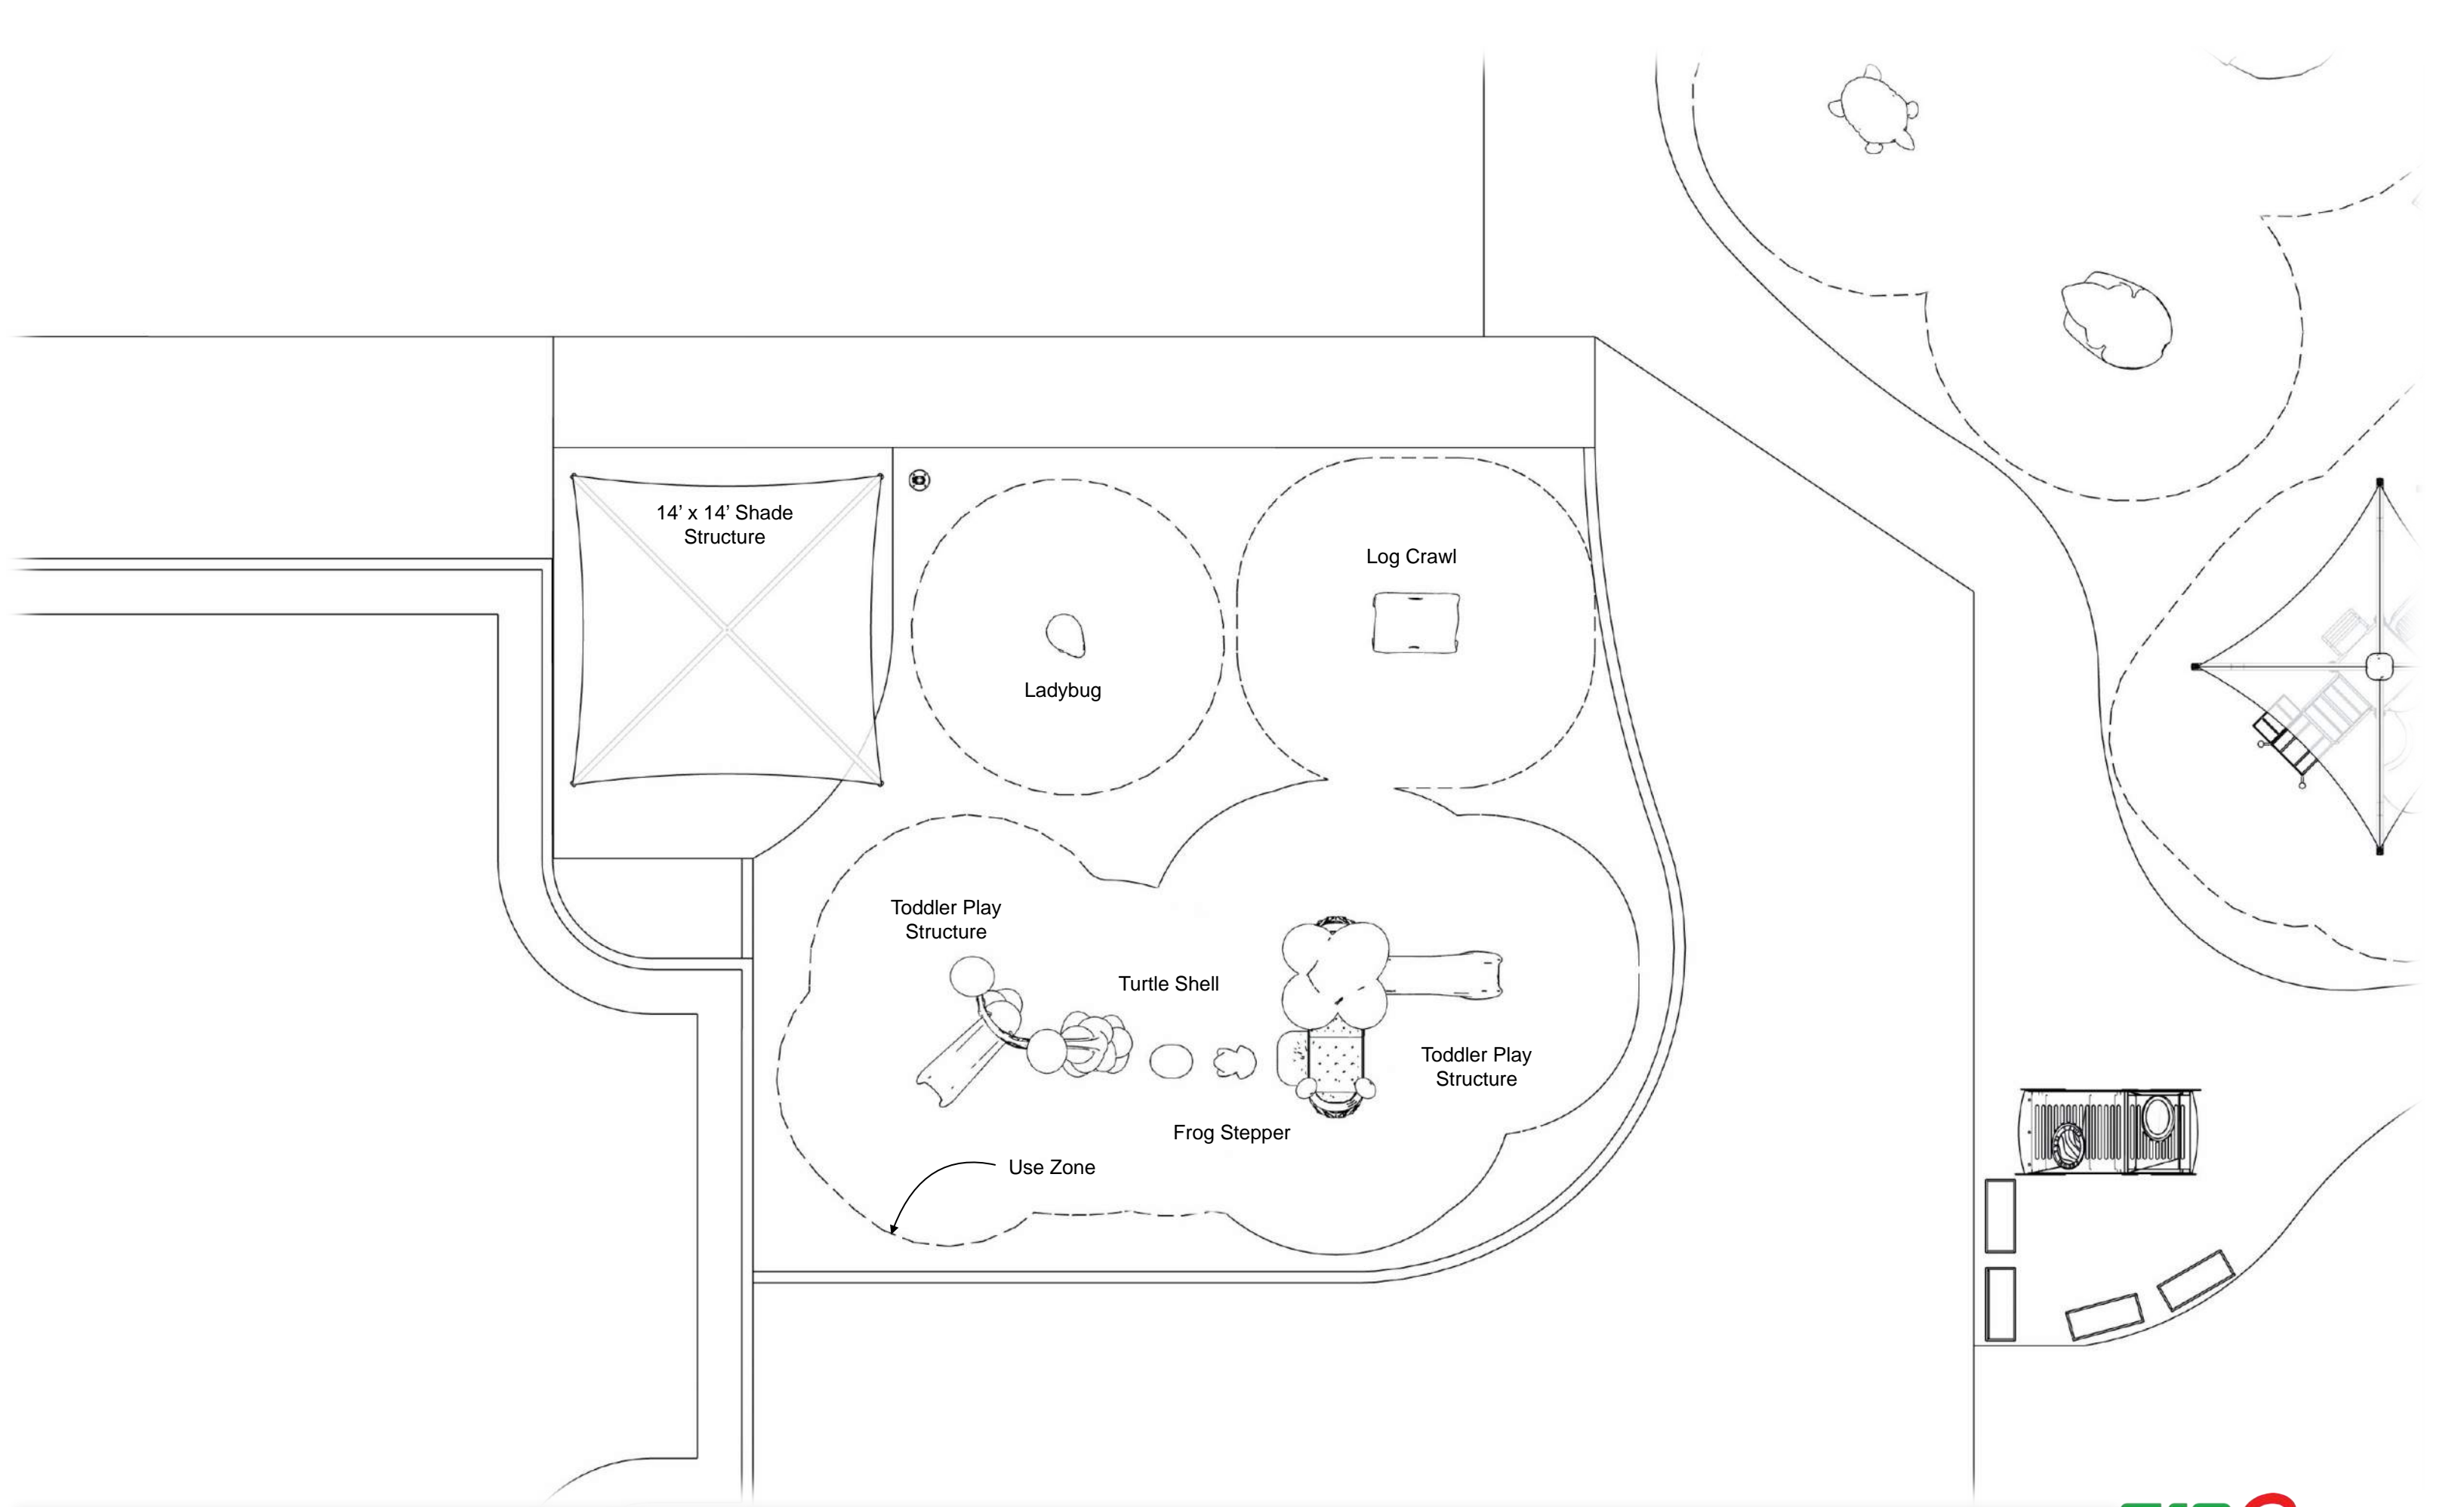 14’ x 14’ Shade
Structure
Log Crawl
Ladybug
Toddler Play
Structure
Turtle Shell
Toddler Play
Structure
Frog Stepper
Use Zone